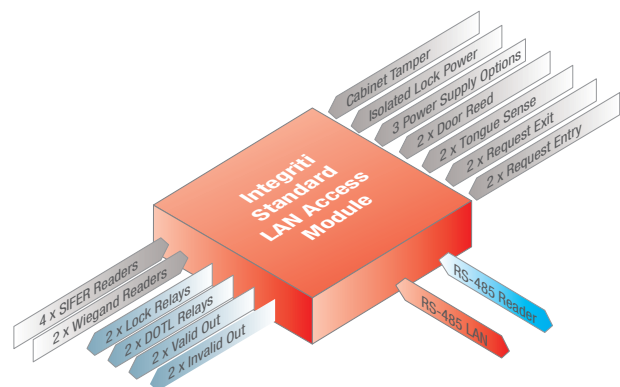 Cabinet Tamper
Isolated Lock Power
3 Power Supply Options
2 x Door Reed
2 x Tongue Sense
2 x Request Exit
2 x Request Entry
Integriti
Standard
LAN Access
Module
4 x SIFER Readers
2 x Wiegand Readers
2 x Lock Relays
2 x DOTL Relays
2 x Valid Out
2 x Invalid Out
RS-485 Reader
RS-485 LAN